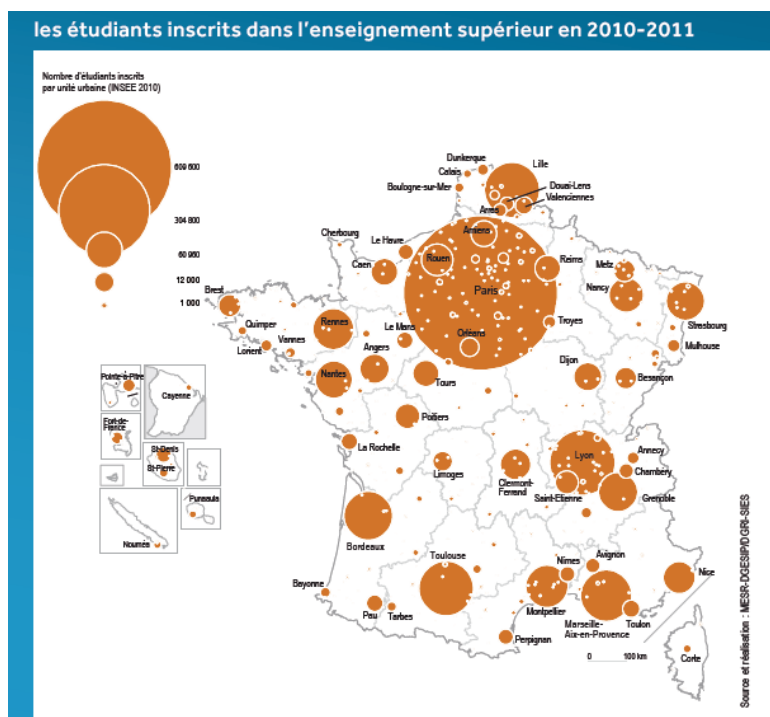 les étudiants inscrits dans l'enseignement supérieur en 2010-2011
Nombre d'étudiants inscrits
par unité urbaine (INSEE 2010)
609 600
304 800
60 960
12 000
1 000
Dunkerque
Lille
Calais
Douai-Lens
Boulogne-sur-Mer
Valenciennes
Arras
Cherbourg
Amiens
Le Havre
Rouen
Reims
Metz
Caen
Paris
Nancy
Brest
Strasbourg
Rennes
Troyes
Quimper
Le Mans
Orléans
Mulhouse
Vannes
Lorient
Angers
Dijon
Nantes
Tours
Besançon
Pointe-à-Pitre
Cayenne
Poitiers
Fort-de-
France
La Rochelle
St-Denis
Lyon
Annecy
St-Pierre
Limoges
Clermont-
Ferrand
Chambéry
Saint-Etienne
Grenoble
Punaauia
Nouméa
Bordeaux
Toulouse
Nimes
Avignon
Nice
Bayonne
Montpellier
Pau
Tarbes
Marseille-
Aix-en-Provence
Toulon
Perpignan
0 100 km
Corte
Source et réalisation : MESR-DGESIP/DGRI-SIES